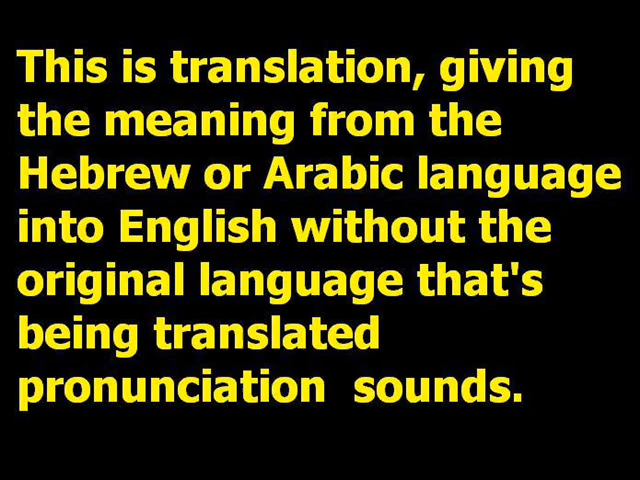 This is translation, giving
the meaning from the
Hebrew or Arabic language
into English without the
original language that's
being translated
pronunciation  sounds.